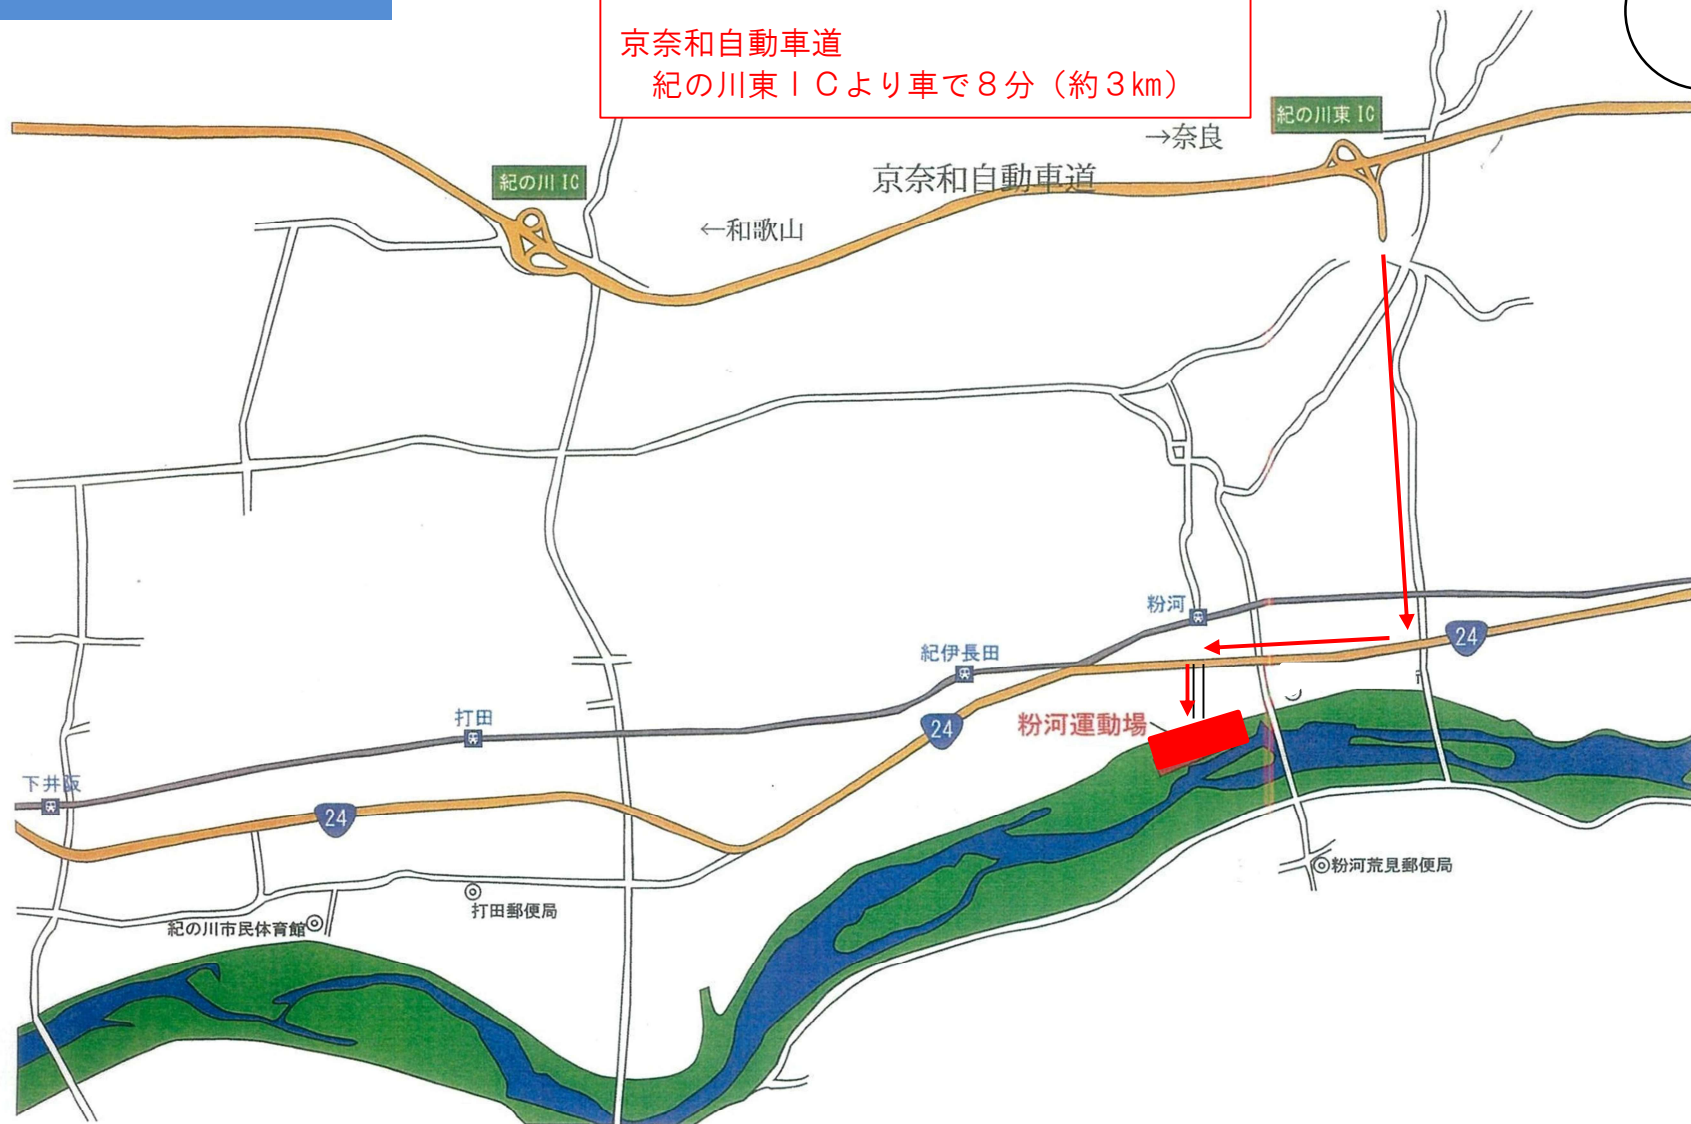 京奈和自動車道
紀の川東ＩＣより車で８分（約３㎞）
紀の川東 IC
→奈良
京奈和自動車道
紀の川 IC
←和歌山
粉河
24
紀伊長田
打田
24
粉河運動場
下井阪
24
粉河荒見郵便局
打田郵便局
紀の川市民体育館